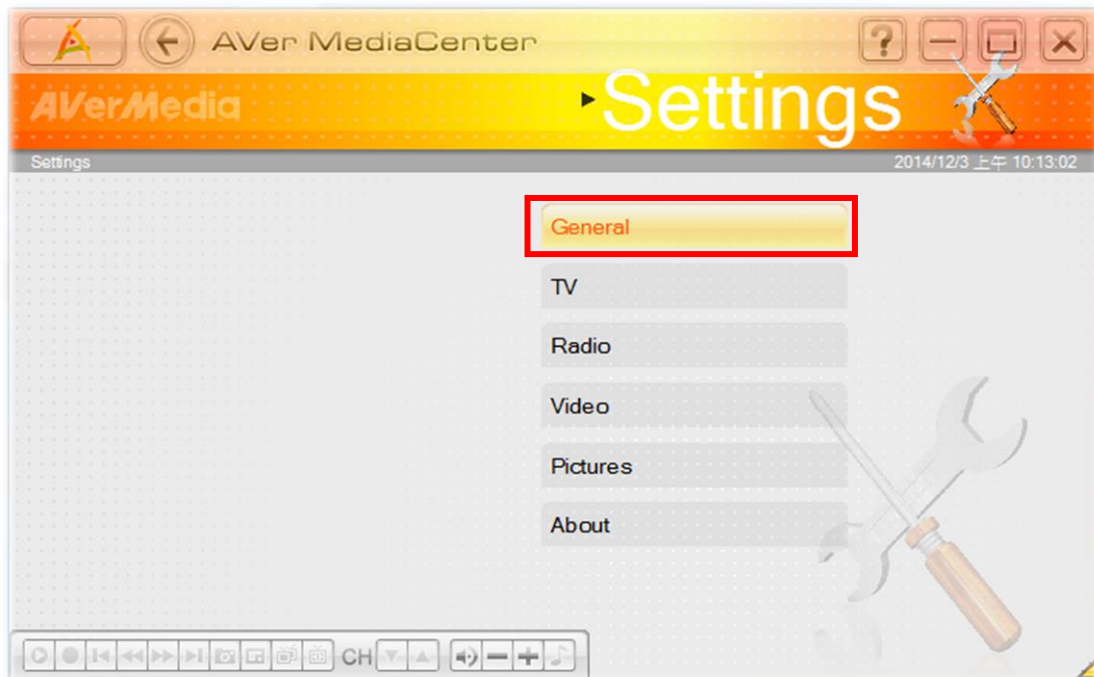 AVer MediaCenter
AVerMedia
Settings
Settings
2014/12/3 上午 10:13:02
General
TV
Radio
Video
Pictures
About
CH